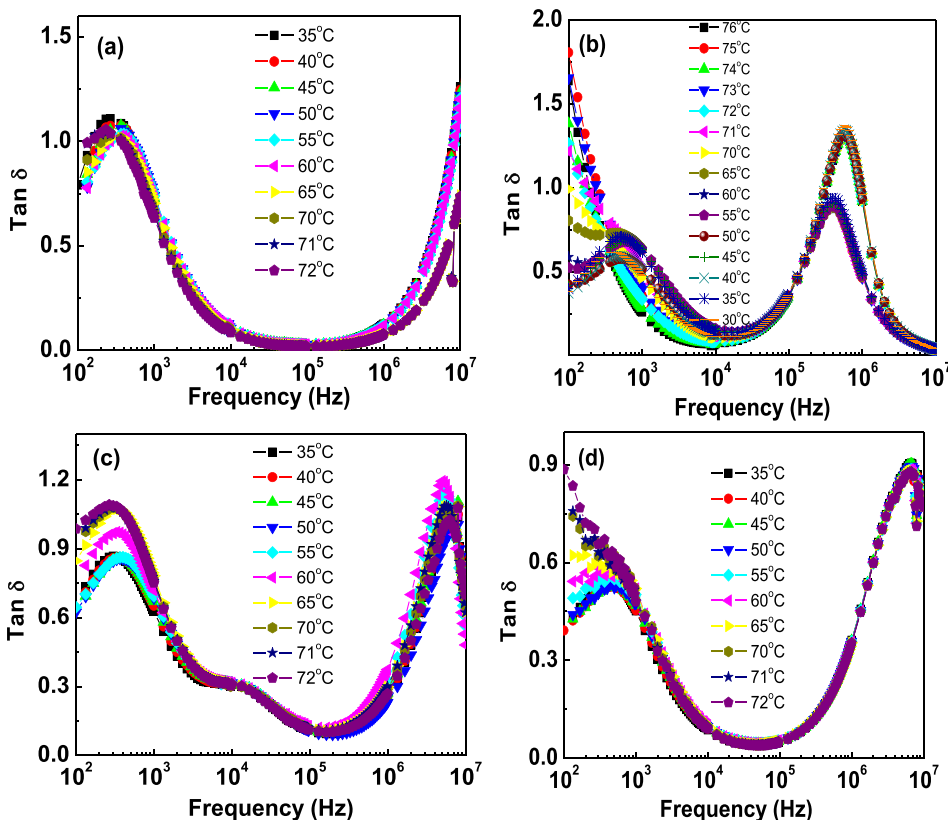 (a)
35°C
40°C
45°C
50°C
55°C
60°C
65°C
70°C
71°C
72°C
1.5
1.0
0.5
0.0
Tan δ
10² 10³ 10⁴ 10⁵ 10⁶ 10⁷
Frequency (Hz)
(b)
76°C
75°C
74°C
73°C
72°C
71°C
70°C
65°C
60°C
55°C
50°C
45°C
40°C
35°C
30°C
2.0
1.5
1.0
0.5
Tan δ
10² 10³ 10⁴ 10⁵ 10⁶ 10⁷
Frequency (Hz)
(c)
35°C
40°C
45°C
50°C
55°C
60°C
65°C
70°C
71°C
72°C
1.2
0.9
0.6
0.3
0.0
Tan δ
10² 10³ 10⁴ 10⁵ 10⁶ 10⁷
Frequency (Hz)
(d)
35°C
40°C
45°C
50°C
55°C
60°C
65°C
70°C
71°C
72°C
0.9
0.6
0.3
0.0
Tan δ
10² 10³ 10⁴ 10⁵ 10⁶ 10⁷
Frequency (Hz)